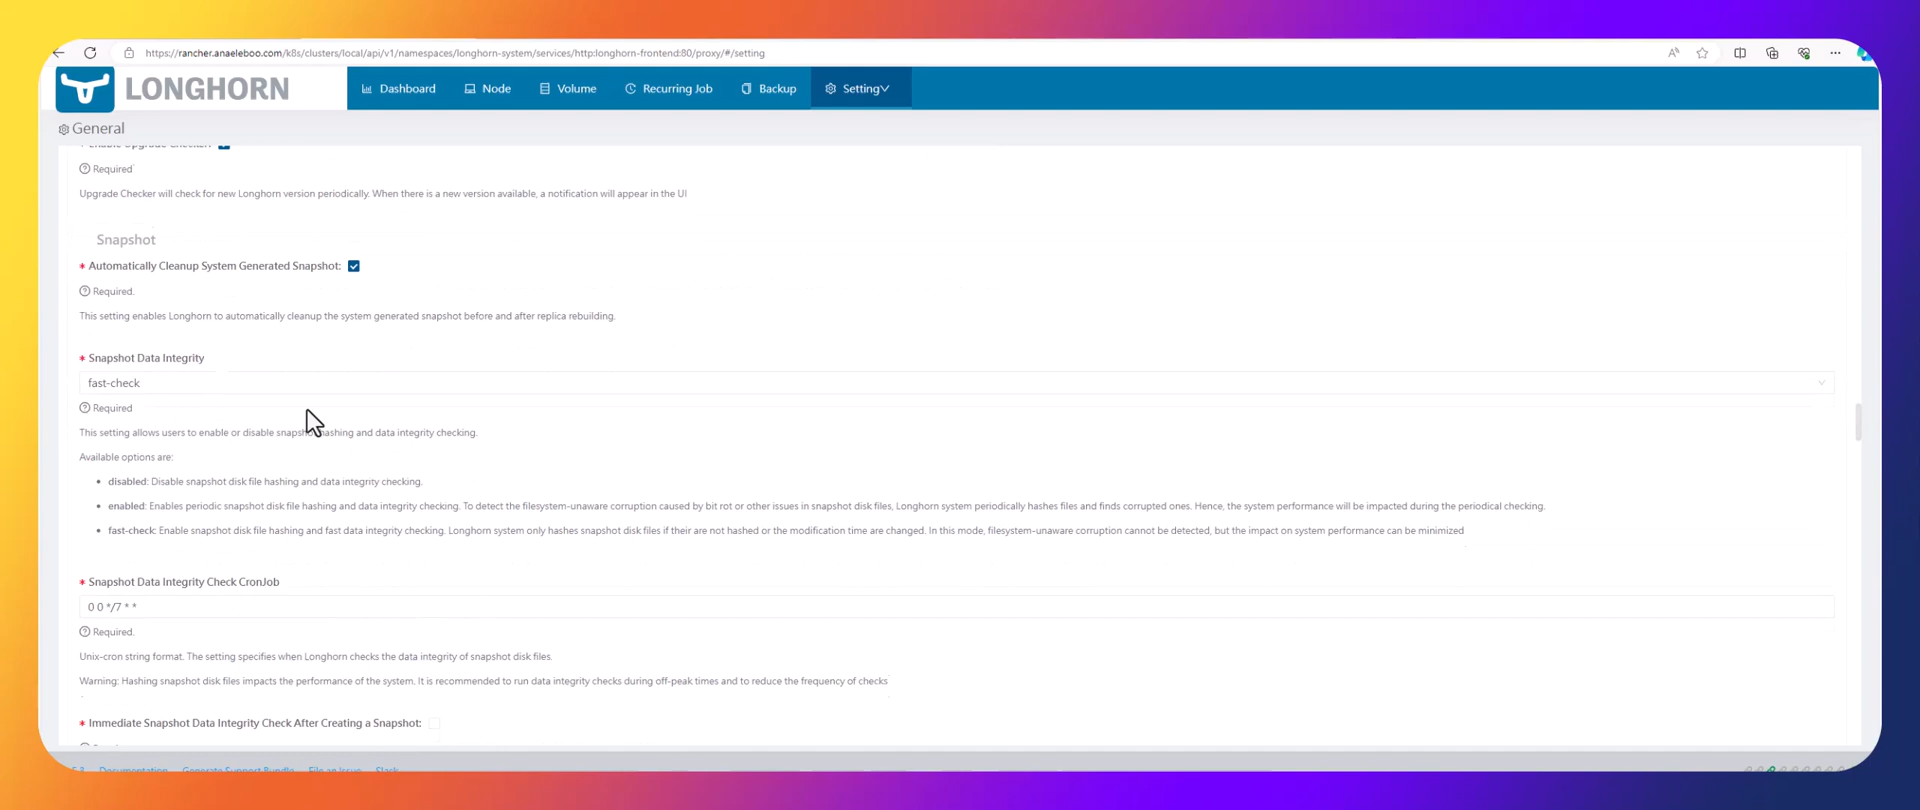 https://rancher.anaeleboo.com/k8s/clusters/local/api/v1/namespaces/longhorn-system/services/http:longhorn-frontend:80/proxy/#/setting
LONGHORN
Dashboard Node Volume Recurring Job Backup Setting
General
* Enable Upgrade Checker:
Required
Upgrade Checker will check for new Longhorn version periodically. When there is a new version available, a notification will appear in the UI
Snapshot
* Automatically Cleanup System Generated Snapshot:
Required.
This setting enables Longhorn to automatically cleanup the system generated snapshot before and after replica rebuilding.
* Snapshot Data Integrity
fast-check
Required
This setting allows users to enable or disable snapshot hashing and data integrity checking.
Available options are:
• disabled: Disable snapshot disk file hashing and data integrity checking.
• enabled: Enables periodic snapshot disk file hashing and data integrity checking. To detect the filesystem-unaware corruption caused by bit rot or other issues in snapshot disk files, Longhorn system periodically hashes files and finds corrupted ones. Hence, the system performance will be impacted during the periodical checking.
• fast-check: Enable snapshot disk file hashing and fast data integrity checking. Longhorn system only hashes snapshot disk files if their are not hashed or the modification time are changed. In this mode, filesystem-unaware corruption cannot be detected, but the impact on system performance can be minimized
* Snapshot Data Integrity Check CronJob
0 0 */7 * *
Required.
Unix-cron string format. The setting specifies when Longhorn checks the data integrity of snapshot disk files.
Warning: Hashing snapshot disk files impacts the performance of the system. It is recommended to run data integrity checks during off-peak times and to reduce the frequency of checks
* Immediate Snapshot Data Integrity Check After Creating a Snapshot:
Documentation Generate Support Bundle File an Issue Slack